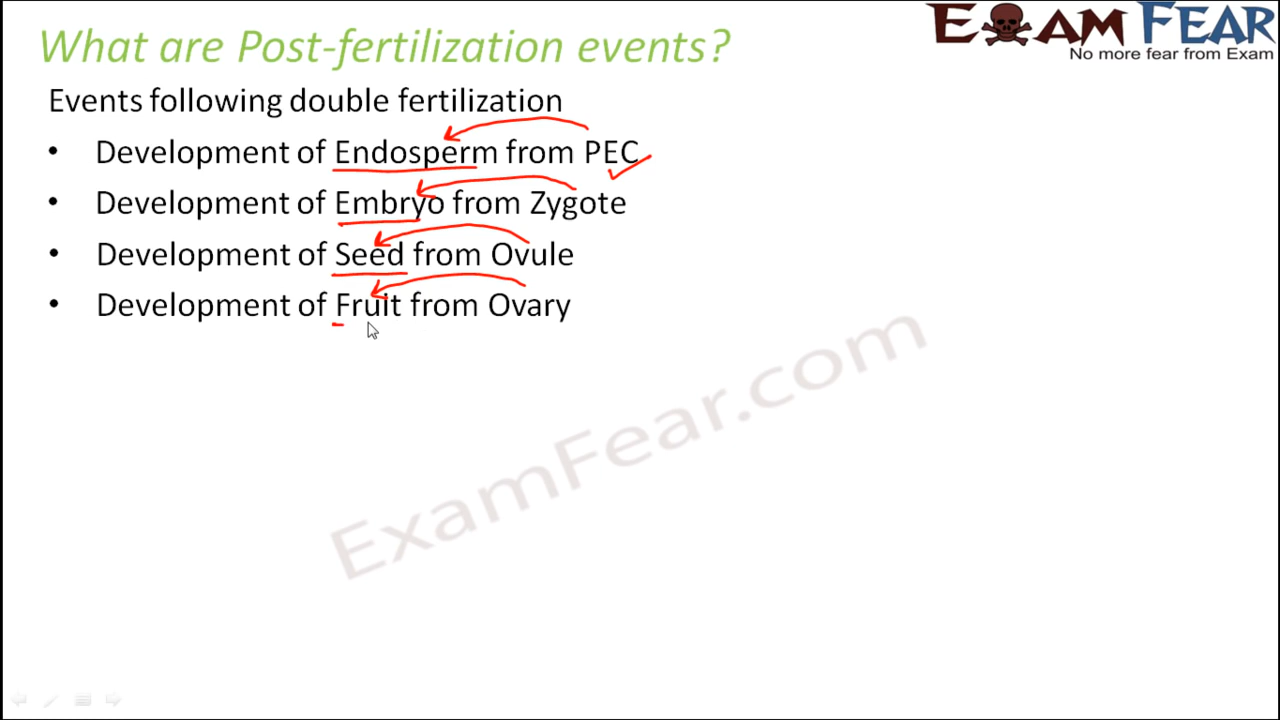 What are Post-fertilization events?
EXAM FEAR
No more fear from Exam
Events following double fertilization
• Development of Endosperm from PEC
• Development of Embryo from Zygote
• Development of Seed from Ovule
• Development of Fruit from Ovary
ExamFear.com